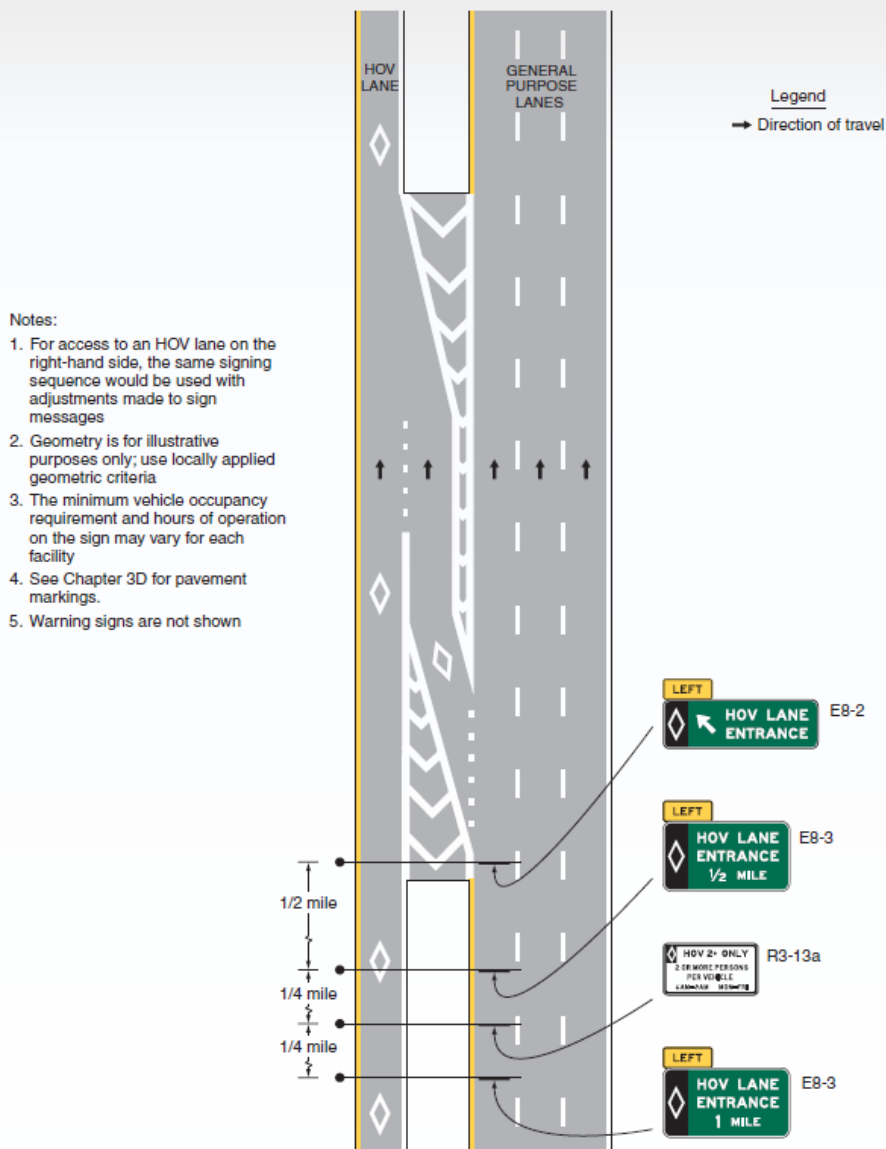 HOV
LANE
GENERAL
PURPOSE
LANES
Legend
Direction of travel
Notes:
1. For access to an HOV lane on the
right-hand side, the same signing
sequence would be used with
adjustments made to sign
messages
2. Geometry is for illustrative
purposes only; use locally applied
geometric criteria
3. The minimum vehicle occupancy
requirement and hours of operation
on the sign may vary for each
facility
4. See Chapter 3D for pavement
markings.
5. Warning signs are not shown
LEFT
HOV LANE
ENTRANCE
E8-2
LEFT
HOV LANE
ENTRANCE
1/2 MILE
E8-3
1/2 mile
HOV 2+ ONLY
2 OR MORE PERSONS
PER VEHICLE
R3-13a
1/4 mile
1/4 mile
LEFT
HOV LANE
ENTRANCE
1 MILE
E8-3